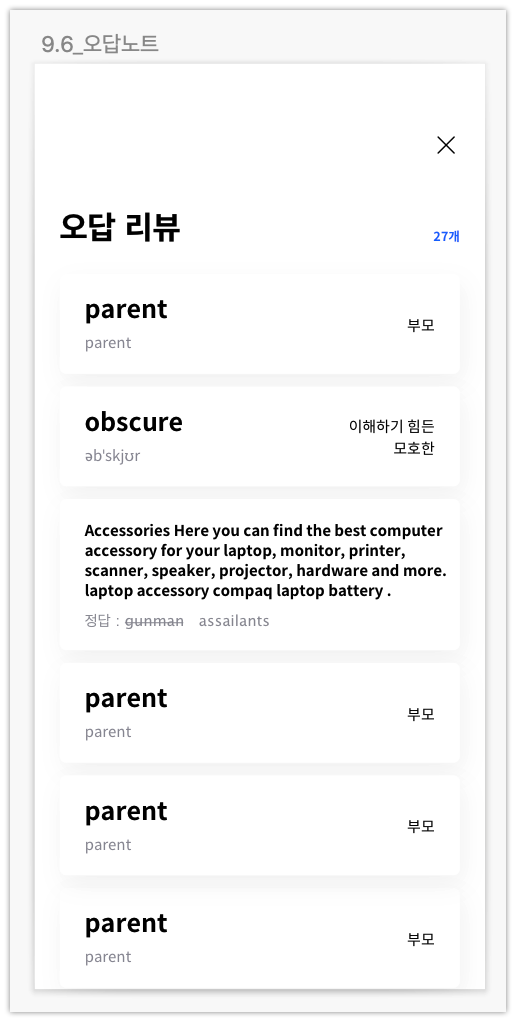 9.6_오답노트
오답 리뷰
27개
parent
parent
부모
obscure
əb'skjʊr
이해하기 힘든
모호한
Accessories Here you can find the best computer
accessory for your laptop, monitor, printer,
scanner, speaker, projector, hardware and more.
laptop accessory compaq laptop battery .
정답 : gunman assailants
parent
parent
부모
parent
parent
부모
parent
parent
부모